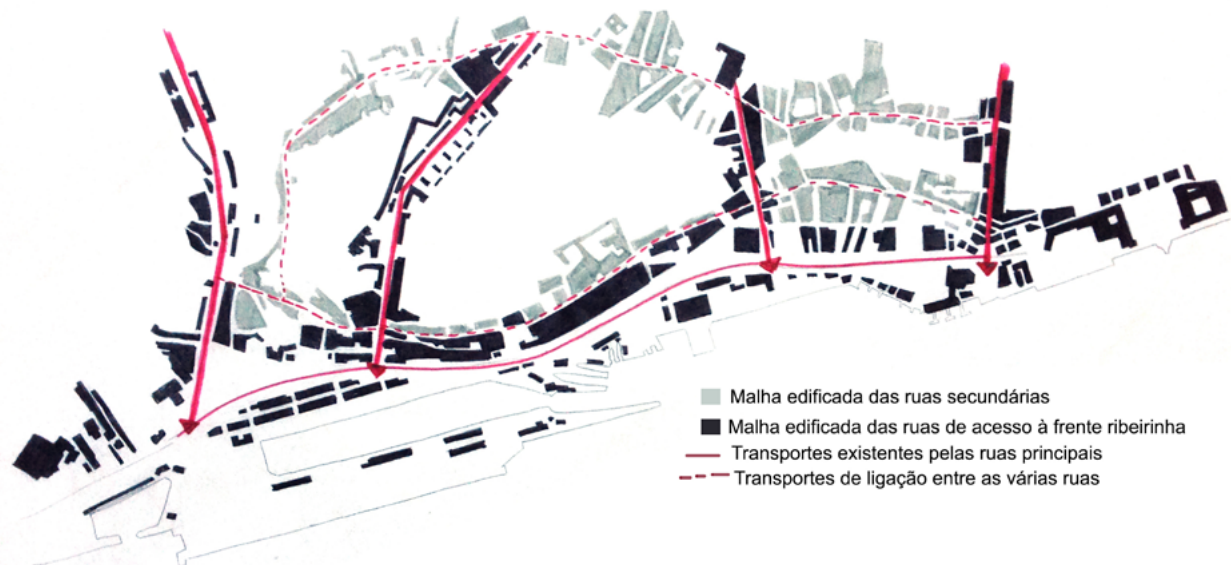 Malha edificada das ruas secundárias
Malha edificada das ruas de acesso à frente ribeirinha
Transportes existentes pelas ruas principais
Transportes de ligação entre as várias ruas